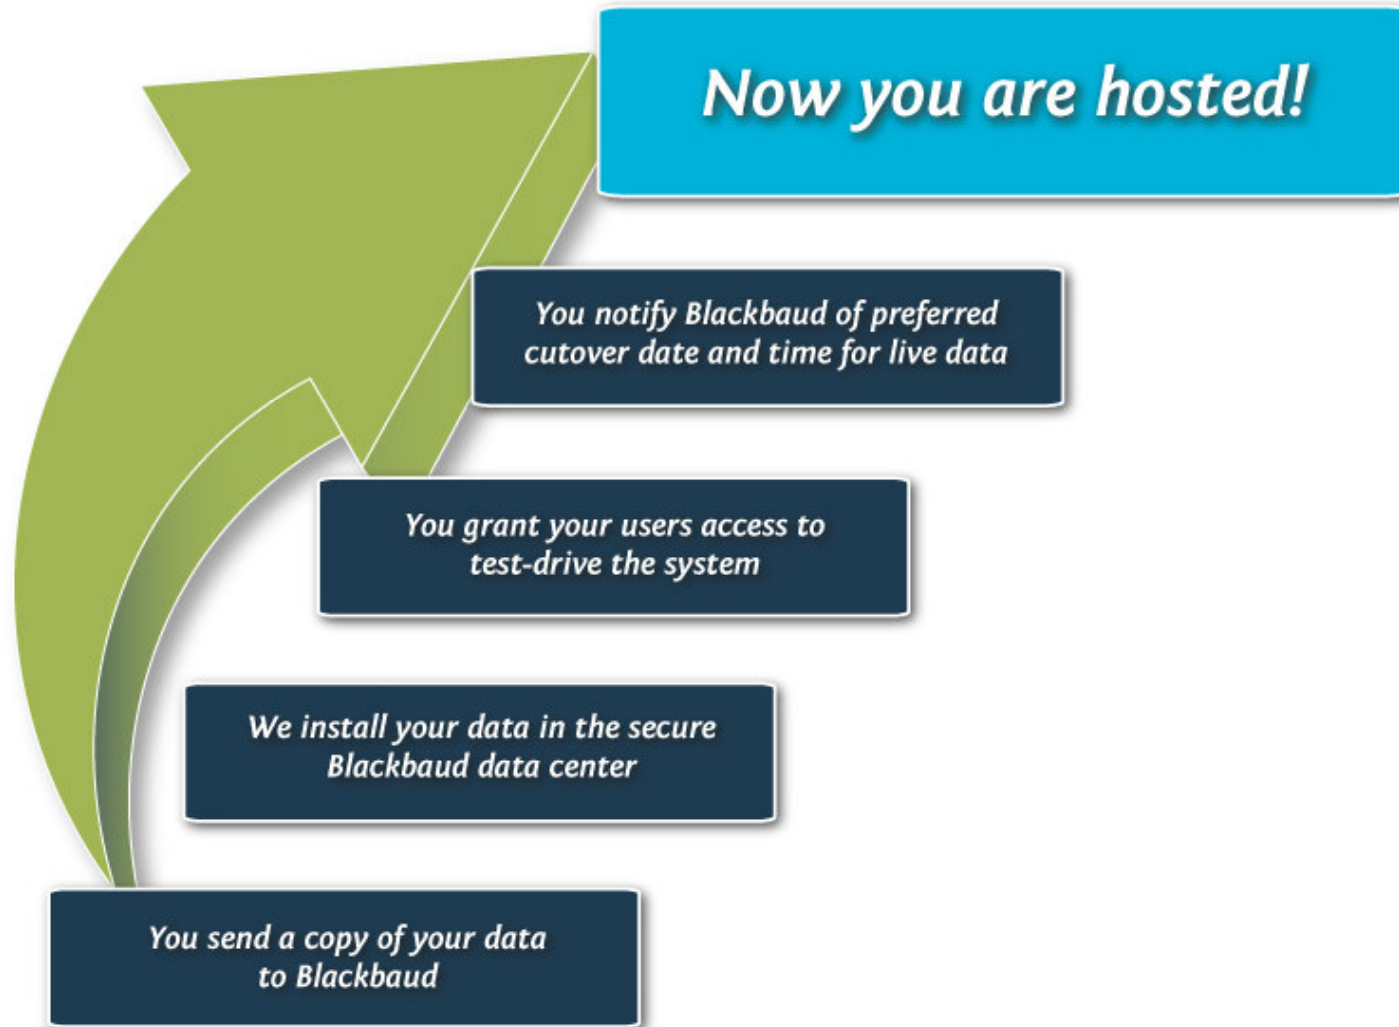 Now you are hosted!
You notify Blackbaud of preferred
cutover date and time for live data
You grant your users access to
test-drive the system
We install your data in the secure
Blackbaud data center
You send a copy of your data
to Blackbaud